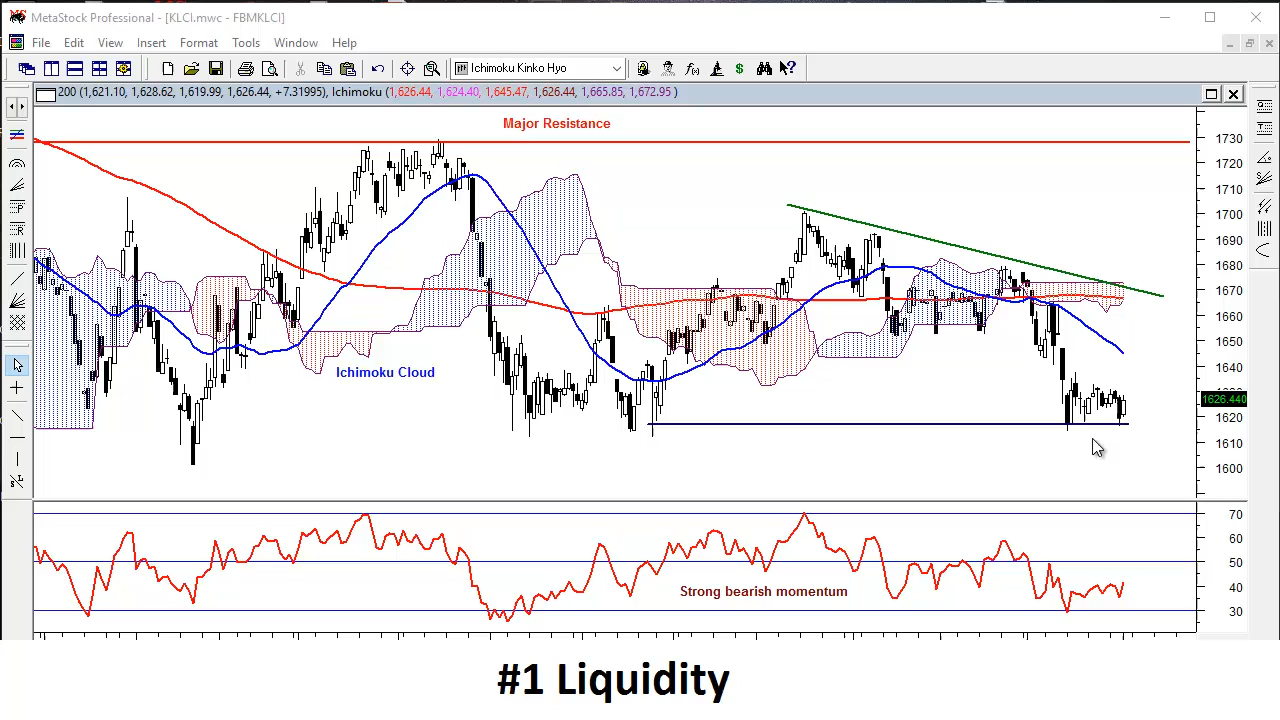 MetaStock Professional - [KLCI.mwc - FBMKLCI]
File Edit View Insert Format Tools Window Help
Ichimoku Kinko Hyo
200 (1,621.10, 1,628.62, 1,619.99, 1,626.44, +7.31995), Ichimoku (1,626.44, 1,624.40, 1,645.47, 1,626.44, 1,665.85, 1,672.95 )
Major Resistance
1730
1720
1710
1700
1690
1680
1670
1660
1650
1640
1626.440
1620
1610
1600
Ichimoku Cloud
70
60
50
40
30
Strong bearish momentum
#1 Liquidity